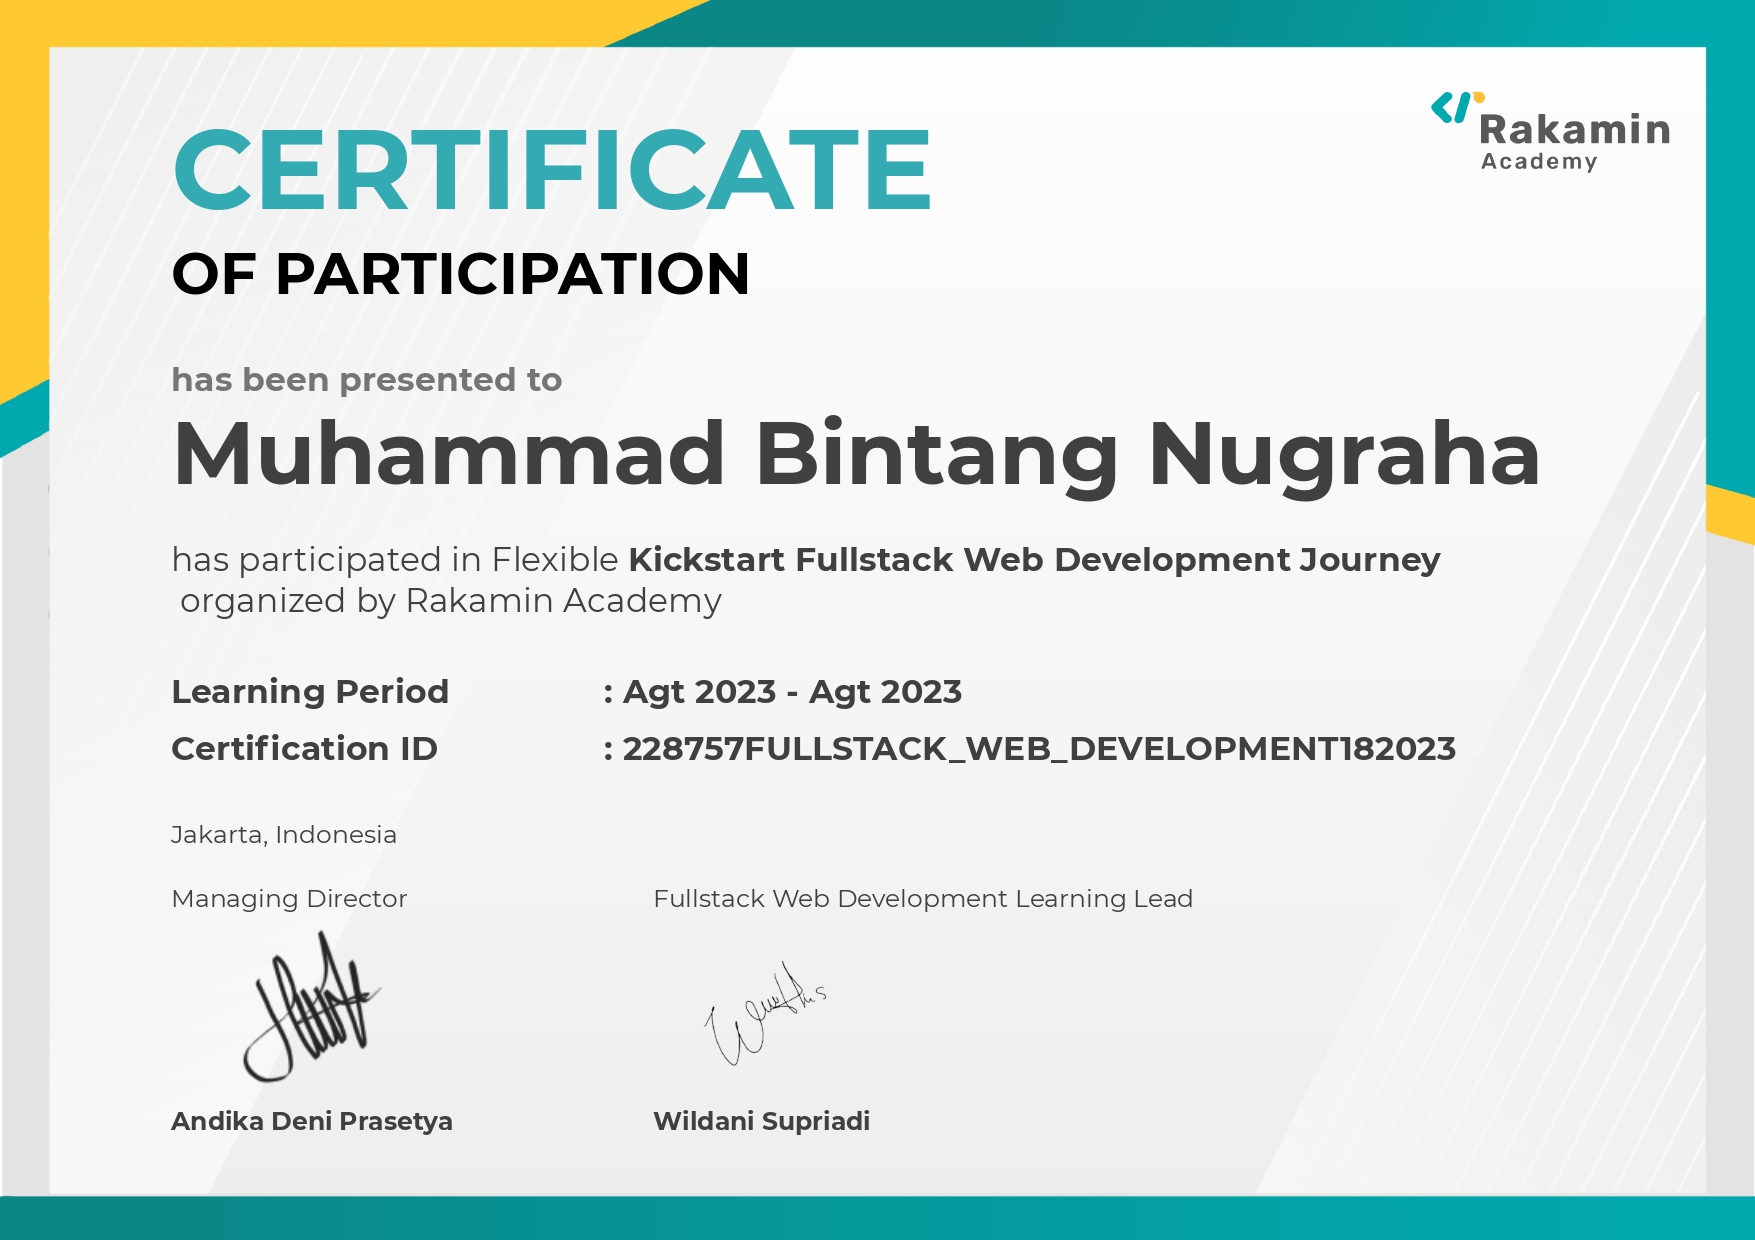 Rakamin
Academy
CERTIFICATE
OF PARTICIPATION
has been presented to
Muhammad Bintang Nugraha
has participated in Flexible Kickstart Fullstack Web Development Journey
organized by Rakamin Academy
Learning Period : Agt 2023 - Agt 2023
Certification ID : 228757FULLSTACK_WEB_DEVELOPMENT182023
Jakarta, Indonesia
Managing Director
Fullstack Web Development Learning Lead
Andika Deni Prasetya
Wildani Supriadi